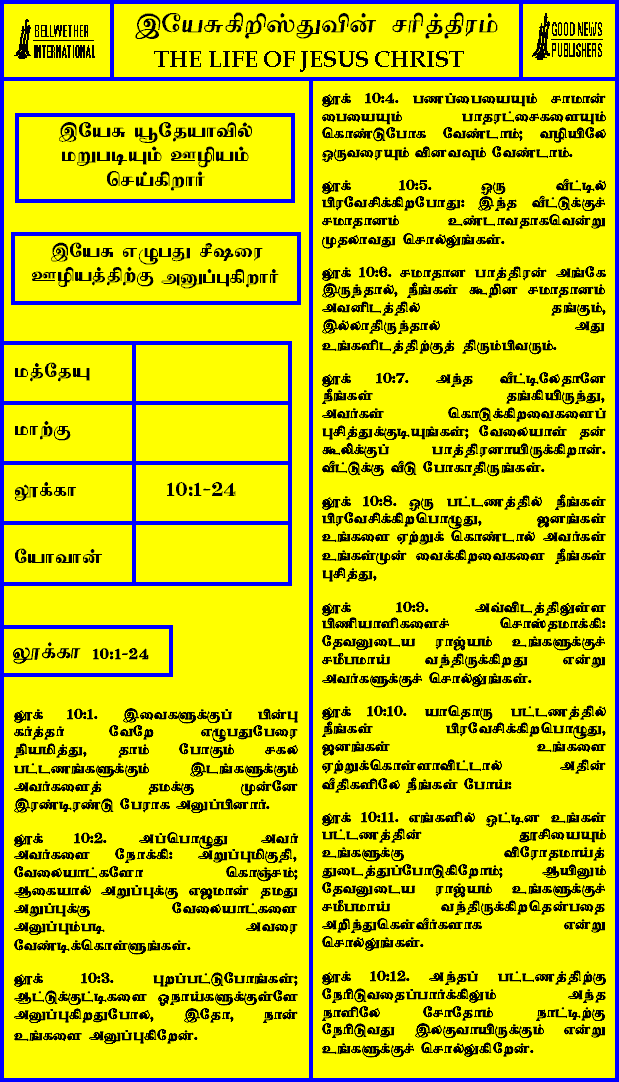 BELLWETHER
INTERNATIONAL
இயேசுகிறிஸ்துவின் சரித்திரம்
THE LIFE OF JESUS CHRIST
GOOD NEWS
PUBLISHERS
இயேசு யூதேயாவில்
மறுபடியும் ஊழியம்
செய்கிறார்
இயேசு எழுபது சீஷரை
ஊழியத்திற்கு அனுப்புகிறார்
மத்தேயு
மாற்கு
லூக்கா 10:1-24
யோவான்
லூக்கா 10:1-24
லூக் 10:1. இவைகளுக்குப் பின்பு
கர்த்தர் வேறே எழுபதுபேரை
நியமித்து, தாம் போகும் சகல
பட்டணங்களுக்கும் இடங்களுக்கும்
அவர்களைத் தமக்கு முன்னே
இரண்டிரண்டு பேராக அனுப்பினார்.
லூக் 10:2. அப்பொழுது அவர்
அவர்களை நோக்கி: அறுப்புமிகுதி,
வேலையாட்களோ கொஞ்சம்;
ஆகையால் அறுப்புக்கு எஜமான் தமது
அறுப்புக்கு வேலையாட்களை
அனுப்பும்படி அவரை
வேண்டிக்கொள்ளுங்கள்.
லூக் 10:3. புறப்பட்டுபோங்கள்;
ஆட்டுக்குட்டிகளை ஓநாய்களுக்குள்ளே
அனுப்புகிறதுபோல, இதோ, நான்
உங்களை அனுப்புகிறேன்.
லூக் 10:4. பணப்பையையும் சாமான்
பையையும் பாதரட்சைகளையும்
கொண்டுபோக வேண்டாம்; வழியிலே
ஒருவரையும் வினவவும் வேண்டாம்.
லூக் 10:5. ஒரு வீட்டில்
பிரவேசிக்கிறபோது: இந்த வீட்டுக்குச்
சமாதானம் உண்டாவதாகவென்று
முதலாவது சொல்லுங்கள்.
லூக் 10:6. சமாதான பாத்திரன் அங்கே
இருந்தால், நீங்கள் கூறின சமாதானம்
அவனிடத்தில் தங்கும்,
இல்லாதிருந்தால் அது
உங்களிடத்திற்குத் திரும்பிவரும்.
லூக் 10:7. அந்த வீட்டிலேதானே
நீங்கள் தங்கியிருந்து,
அவர்கள் கொடுக்கிறவைகளைப்
புசித்துக்குடியுங்கள்; வேலையாள் தன்
கூலிக்குப் பாத்திரனாயிருக்கிறான்.
வீட்டுக்கு வீடு போகாதிருங்கள்.
லூக் 10:8. ஒரு பட்டணத்தில் நீங்கள்
பிரவேசிக்கிறபொழுது, ஜனங்கள்
உங்களை ஏற்றுக் கொண்டால் அவர்கள்
உங்கள்முன் வைக்கிறவைகளை நீங்கள்
புசித்து,
லூக் 10:9. அவ்விடத்திலுள்ள
பிணியாளிகளைச் சொஸ்தமாக்கி:
தேவனுடைய ராஜ்யம் உங்களுக்குச்
சமீபமாய் வந்திருக்கிறது என்று
அவர்களுக்குச் சொல்லுங்கள்.
லூக் 10:10. யாதொரு பட்டணத்தில்
நீங்கள் பிரவேசிக்கிறபொழுது,
ஜனங்கள் உங்களை
ஏற்றுக்கொள்ளாவிட்டால் அதின்
வீதிகளிலே நீங்கள் போய்:
லூக் 10:11. எங்களில் ஒட்டின உங்கள்
பட்டணத்தின் தூசியையும்
உங்களுக்கு விரோதமாய்த்
துடைத்துப்போடுகிறோம்; ஆயினும்
தேவனுடைய ராஜ்யம் உங்களுக்குச்
சமீபமாய் வந்திருக்கிறதென்பதை
அறிந்துகெள்வீர்களாக என்று
சொல்லுங்கள்.
லூக் 10:12. அந்தப் பட்டணத்திற்கு
நேரிடுவதைப்பார்க்கிலும் அந்த
நாளிலே சோதோம் நாட்டிற்கு
நேரிடுவது இலகுவாயிருக்கும் என்று
உங்களுக்குச் சொல்லுகிறேன்.